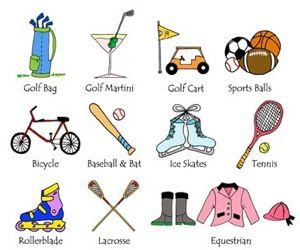 Golf Bag
Golf Martini
Golf Cart
Sports Balls
Bicycle
Baseball & Bat
Ice Skates
Tennis
Rollerblade
Lacrosse
Equestrian